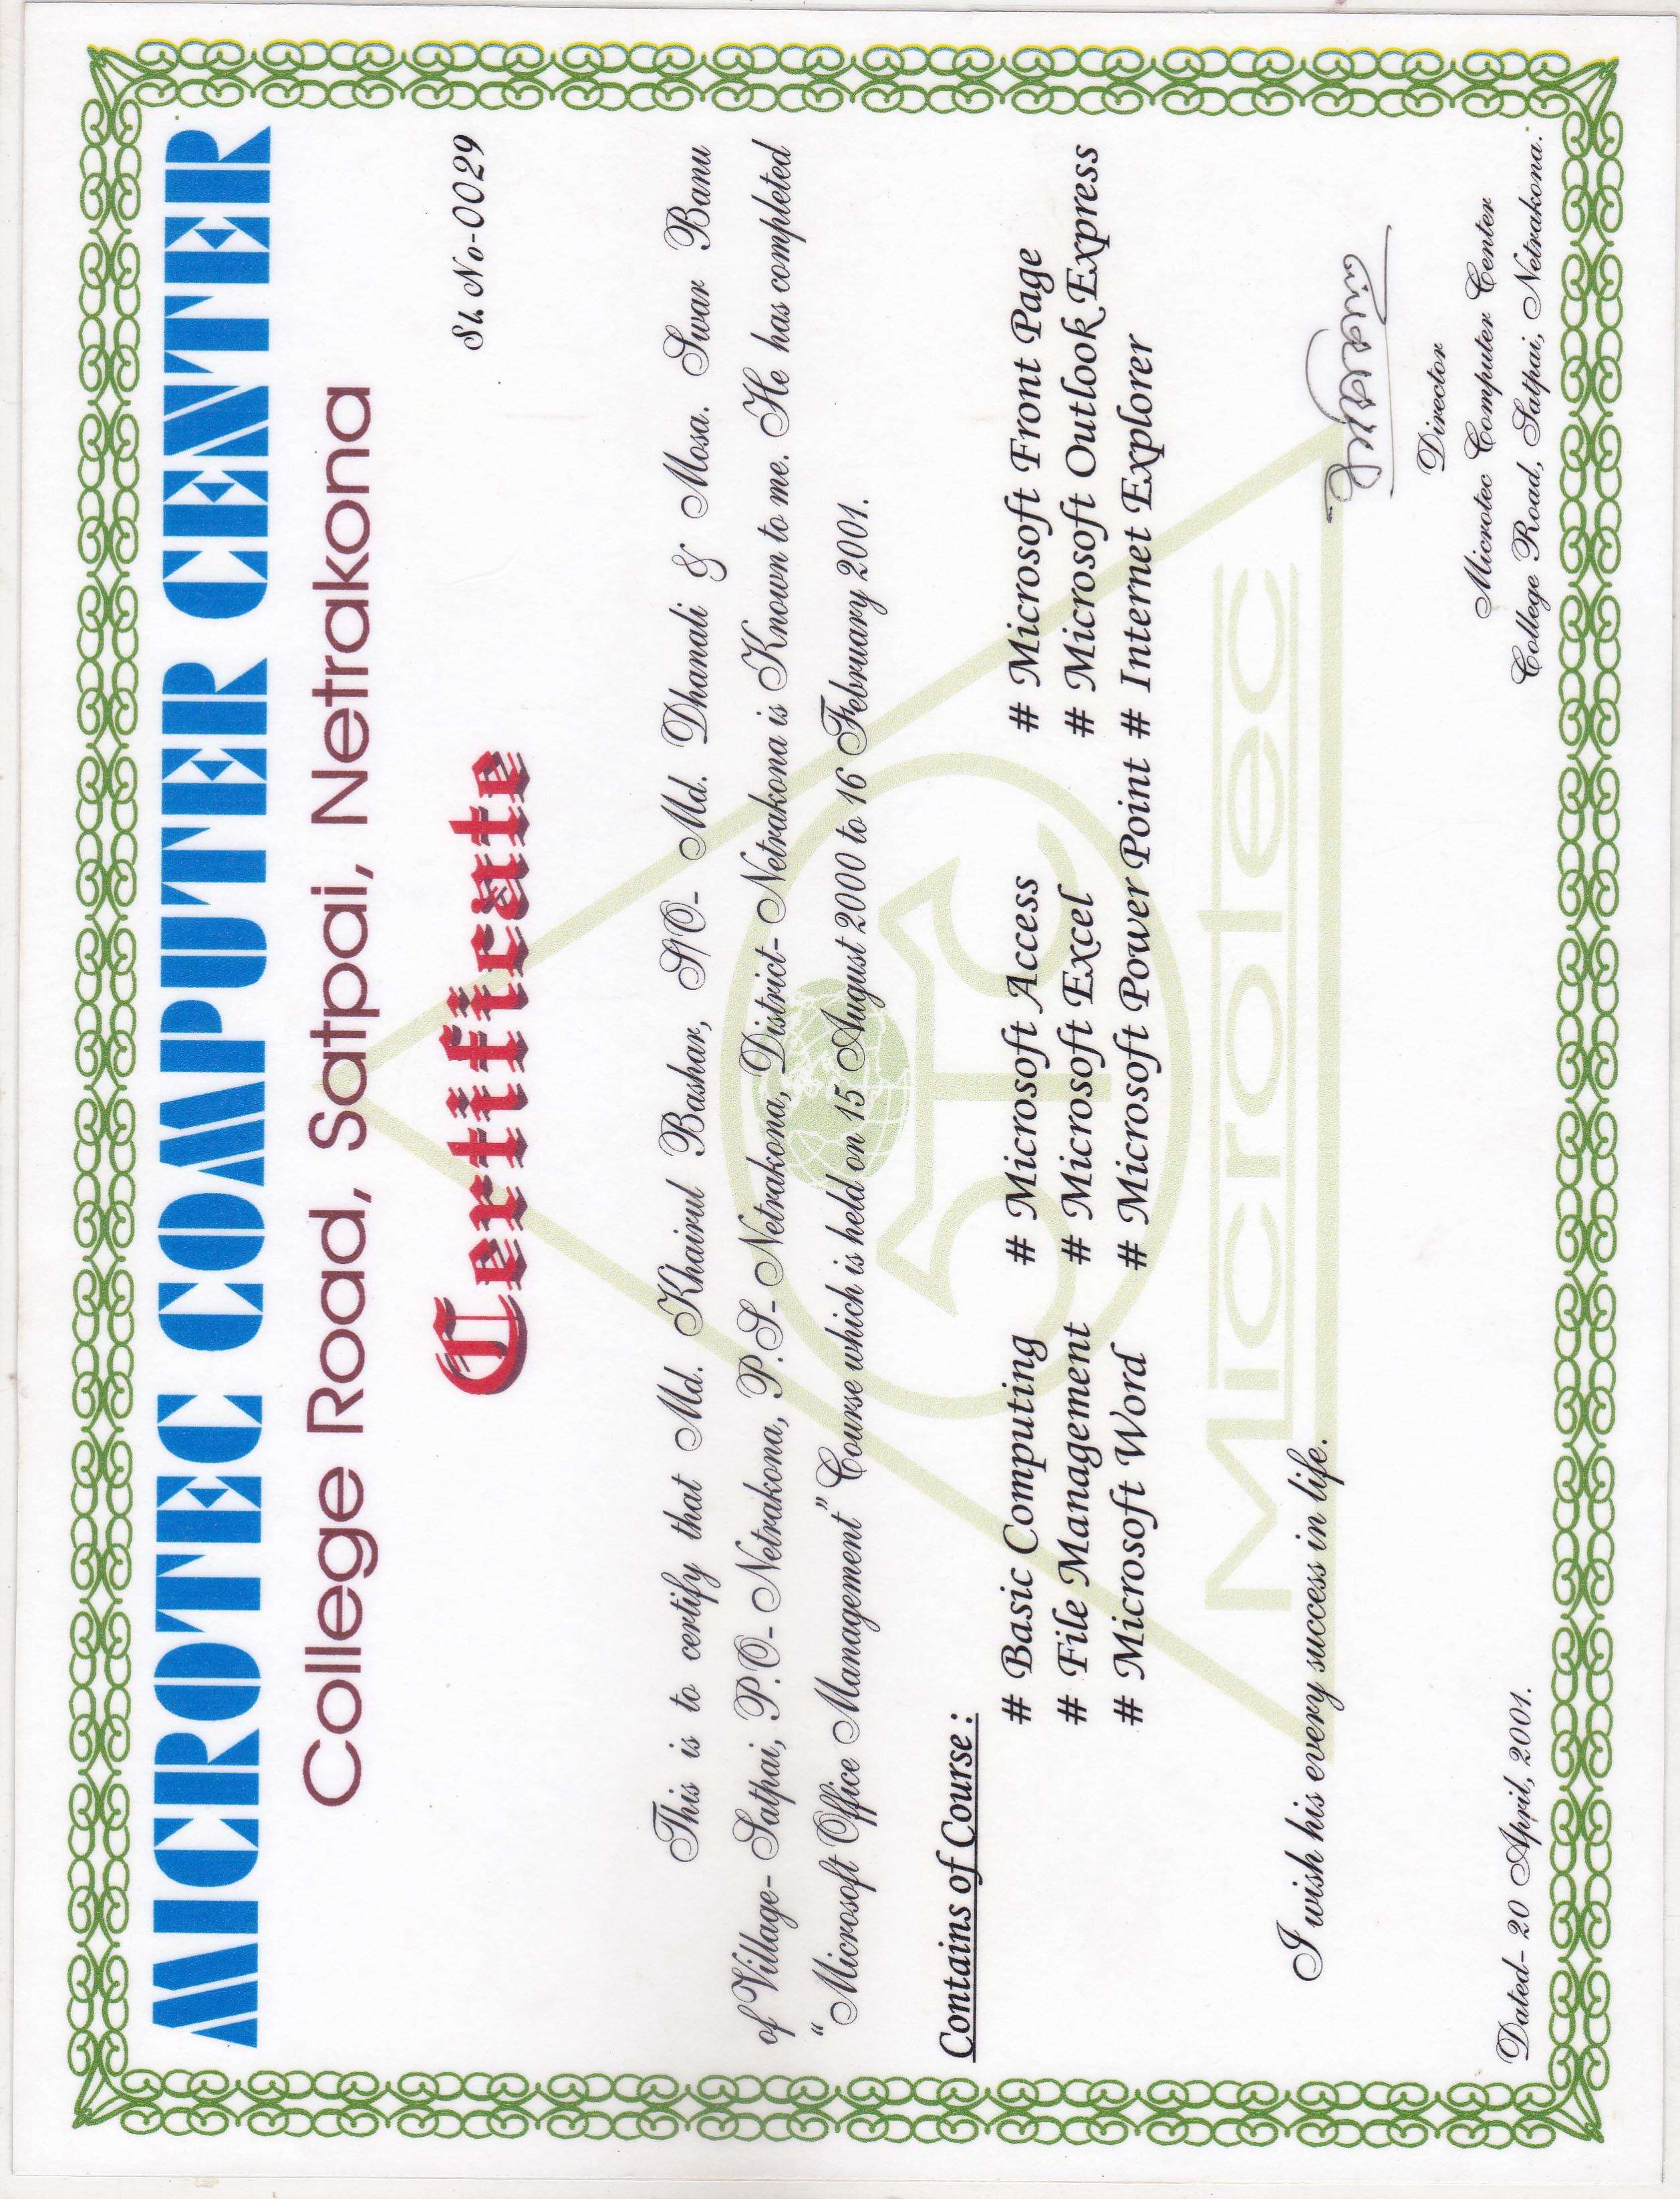 MICROTEC COMPUTER CENTER
College Road, Satpai, Netrakona
Sl. No-0029
Certificate
This is to certify that Md. Khairul Bashar, S/O- Md. Dhanali & Mosa. Swar Banu
of Village- Satpai, P.O- Netrakona, P.S- Netrakona, District- Netrakona is Known to me. He has completed
“Microsoft Office Management” Course which is held on 15 August 2000 to 16 February 2001.
Contains of Course :
# Basic Computing # Microsoft Access # Microsoft Front Page
# File Management # Microsoft Excel # Microsoft Outlook Express
# Microsoft Word # Microsoft Power Point # Internet Explorer
Microtec
I wish his every success in life.
Director
Microtec Computer Center
Dated- 20 April, 2001. College Road, Satpai, Netrakona.